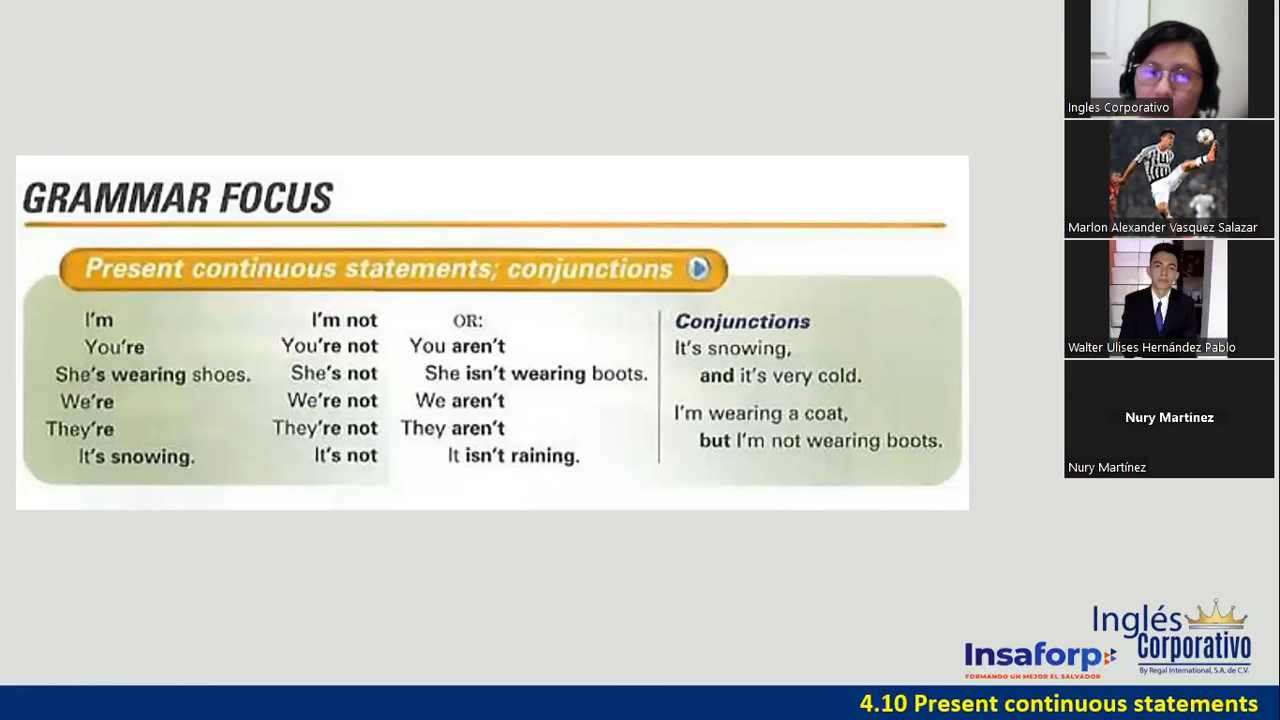 GRAMMAR FOCUS
Present continuous statements; conjunctions
I'm I'm not OR:
You're You're not You aren't
She's wearing shoes. She's not She isn't wearing boots.
We're We're not We aren't
They're They're not They aren't
It's snowing. It's not It isn't raining.
Conjunctions
It's snowing,
and it's very cold.
I'm wearing a coat,
but I'm not wearing boots.
Ingles Corporativo
Marlon Alexander Vasquez Salazar
Walter Ulises Hernández Pablo
Nury Martínez
Nury Martínez
Insaforp
FORMANDO UN MEJOR EL SALVADOR
Inglés
Corporativo
By Regal International, S.A. de C.V.
4.10 Present continuous statements